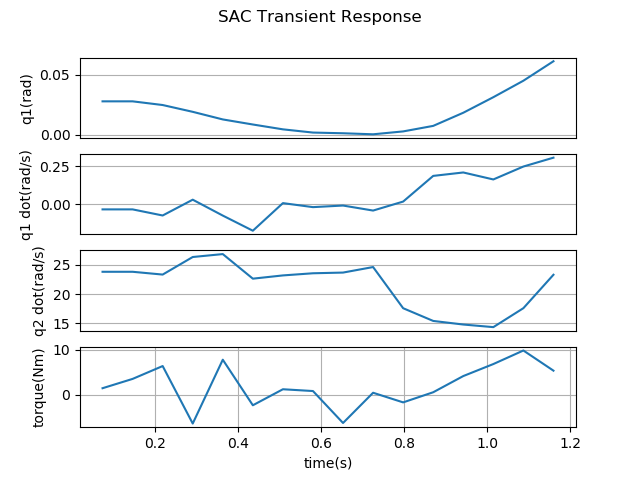 SAC Transient Response
q1(rad)
0.05
0.00
q1 dot(rad/s)
0.25
0.00
q2 dot(rad/s)
25
20
15
torque(Nm)
10
0
0.2 0.4 0.6 0.8 1.0 1.2
time(s)